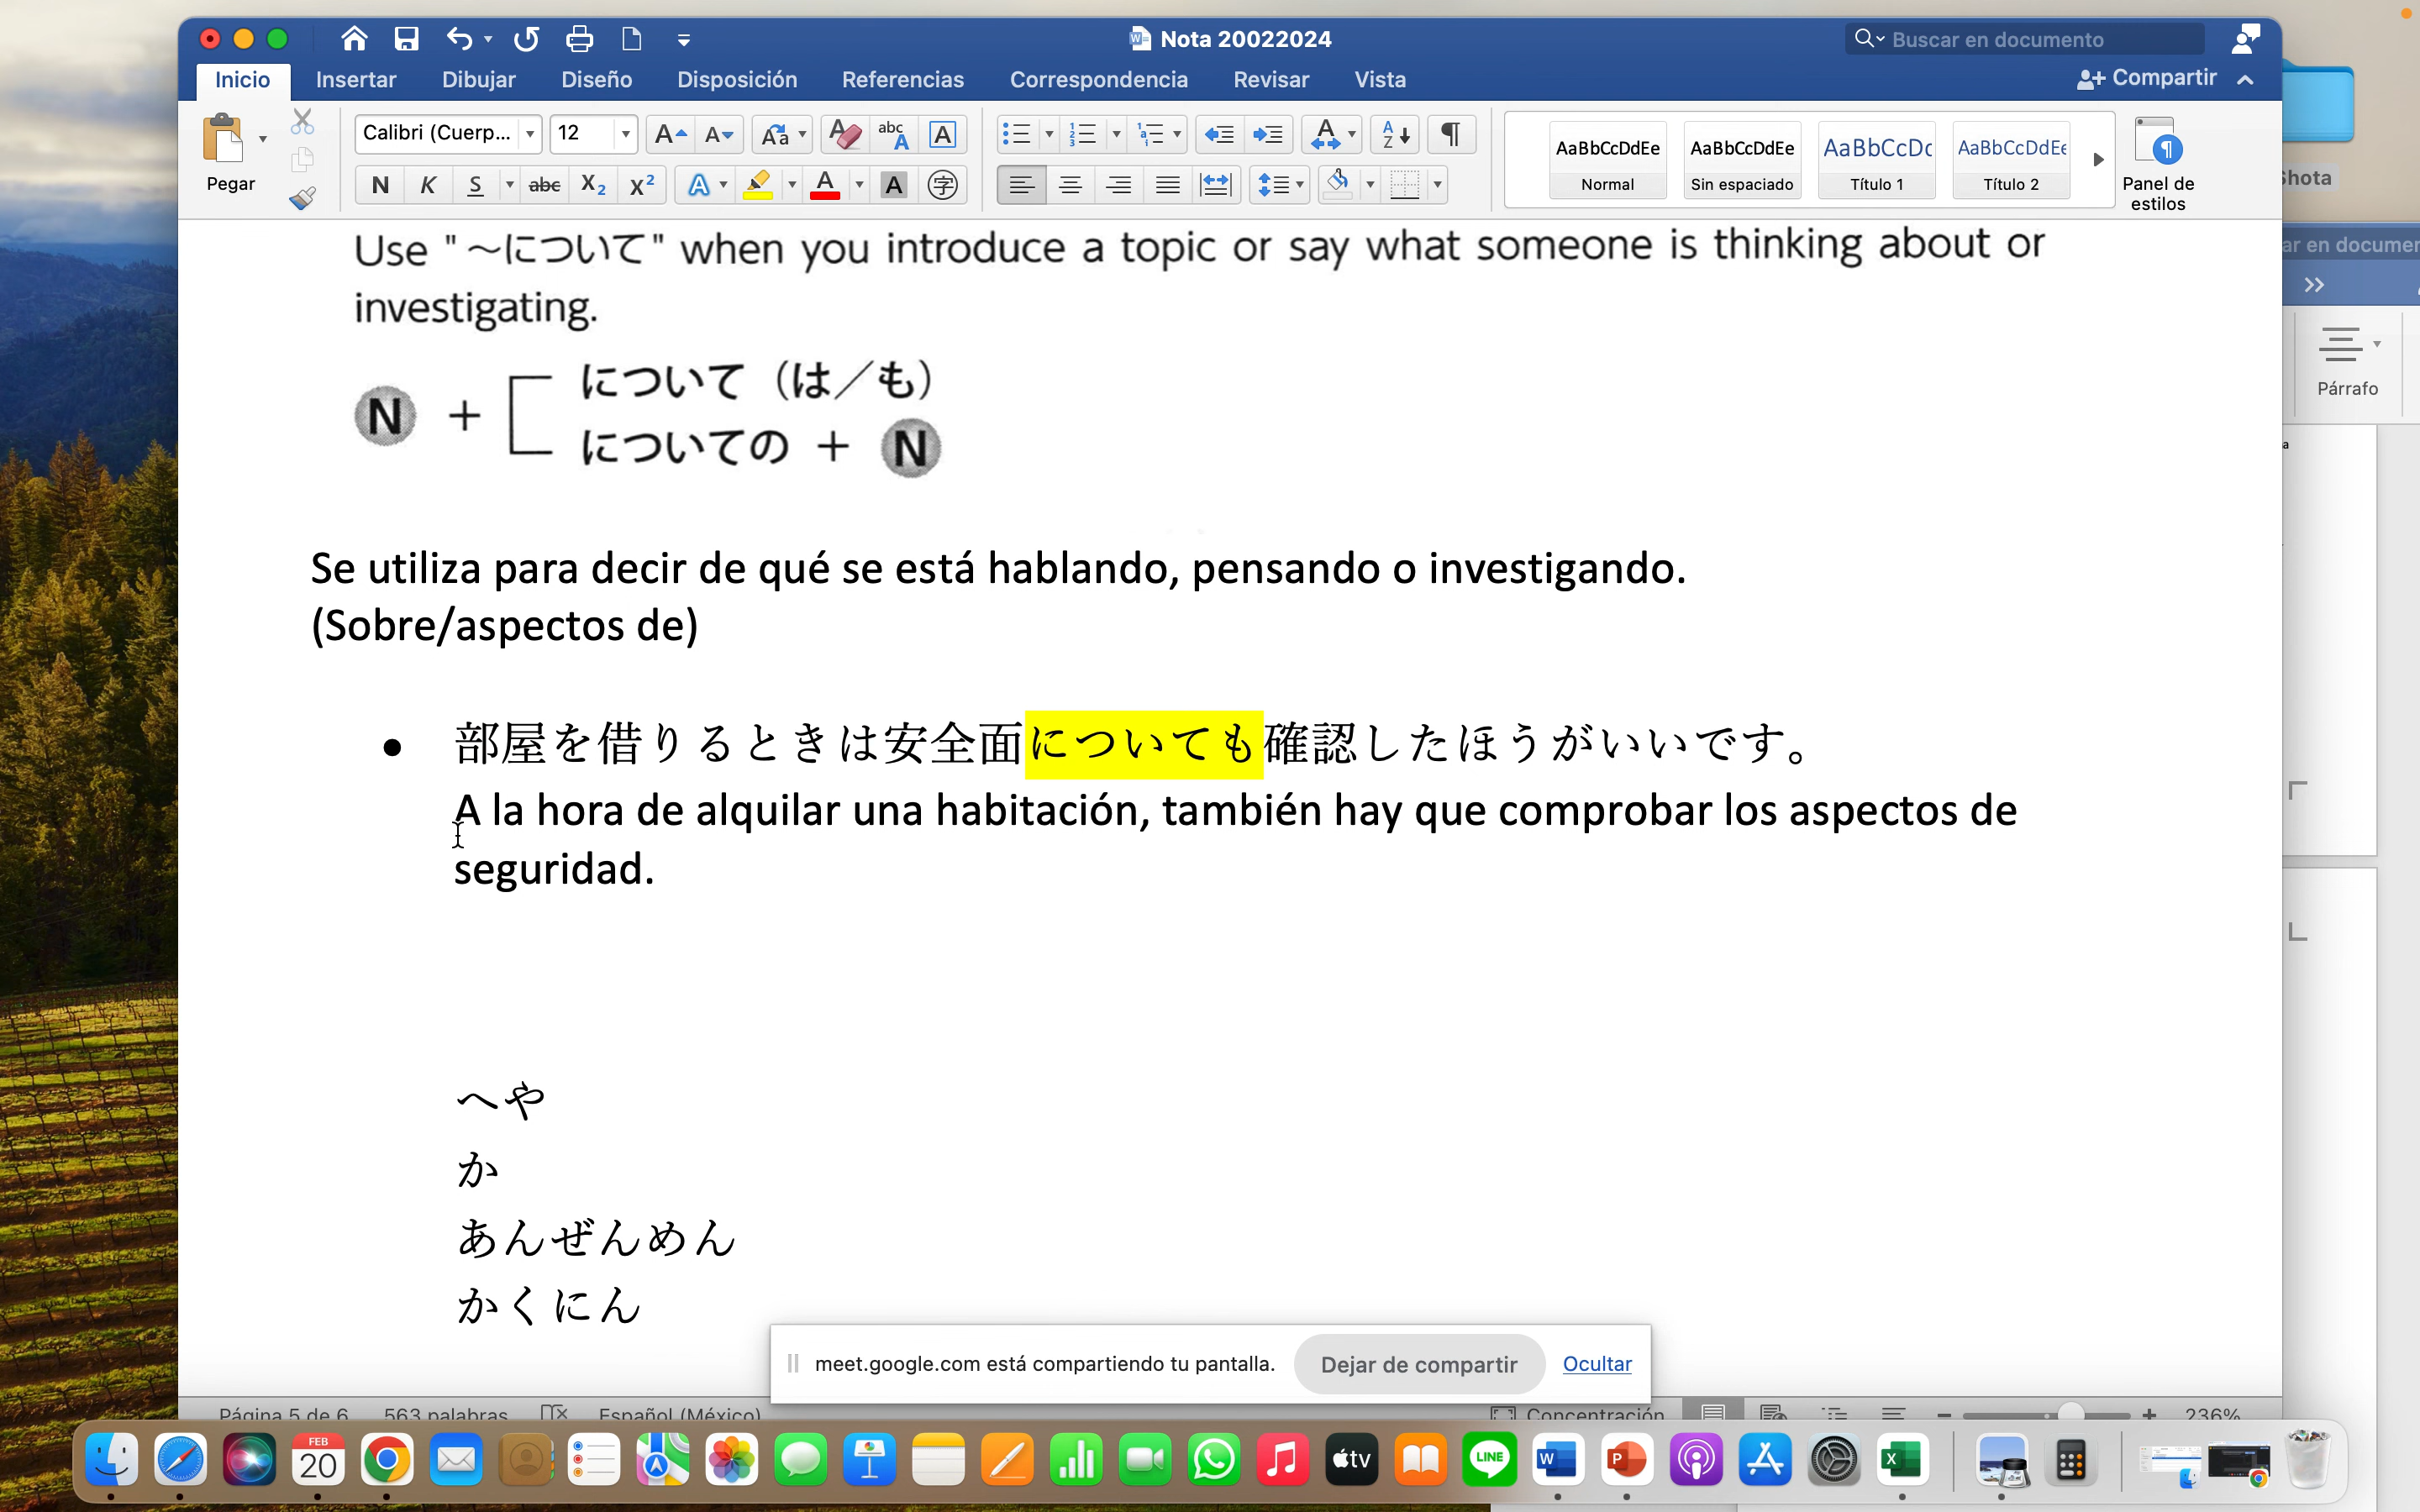 Nota 20022024
Buscar en documento
Inicio
Insertar
Dibujar
Diseño
Disposición
Referencias
Correspondencia
Revisar
Vista
Compartir
Pegar
Calibri (Cuerp...
12
AaBbCcDdEe
Normal
AaBbCcDdEe
Sin espaciado
AaBbCcDc
Título 1
AaBbCcDdEe
Título 2
Panel de
estilos
Párrafo
Use "～について" when you introduce a topic or say what someone is thinking about or
investigating.
N + について（は／も）
についての + N
Se utiliza para decir de qué se está hablando, pensando o investigando.
(Sobre/aspectos de)
• 部屋を借りるときは安全面についても確認したほうがいいです。
A la hora de alquilar una habitación, también hay que comprobar los aspectos de
seguridad.
へや
か
あんぜんめん
かくにん
meet.google.com está compartiendo tu pantalla.
Dejar de compartir
Ocultar
Página 5 de 6
563 palabras
Español (México)
Concentración
236%
FEB
20
tv
LINE